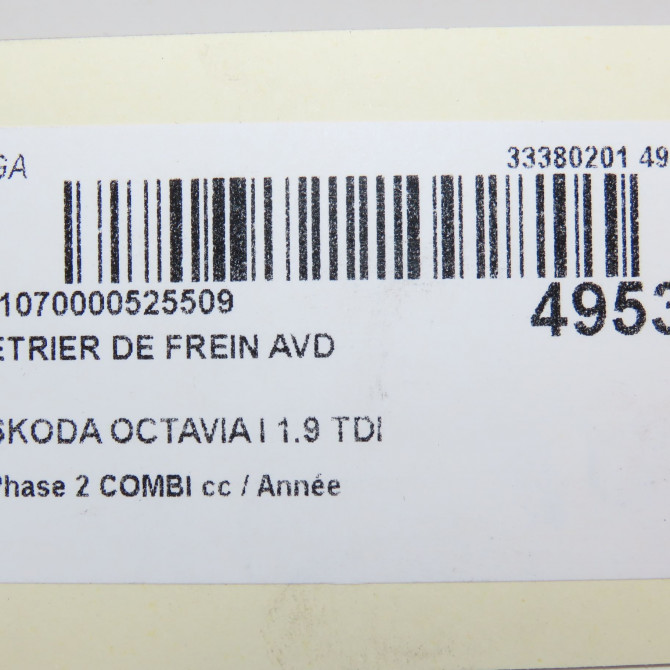 GA
33380201 49
1070000525509
4953
ETRIER DE FREIN AVD
SKODA OCTAVIA I 1.9 TDI
Phase 2 COMBI cc / Année